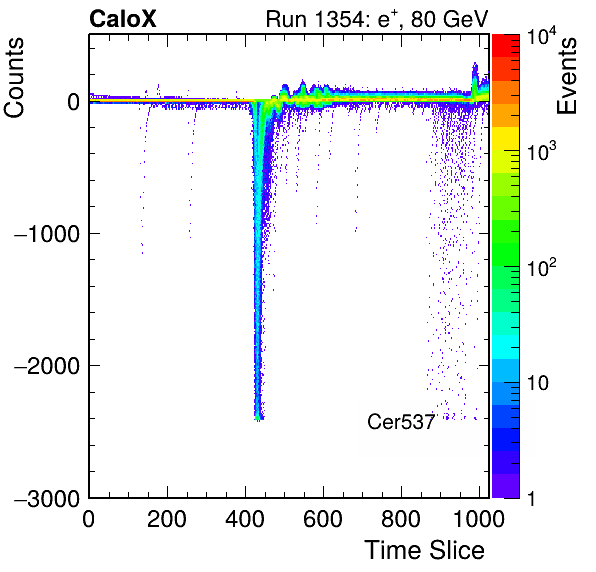 CaloX
Run 1354: e⁺, 80 GeV
Counts
0
−1000
−2000
−3000
0
200
400
600
800
1000
Time Slice
Cer537
Events
10⁴
10³
10²
10
1